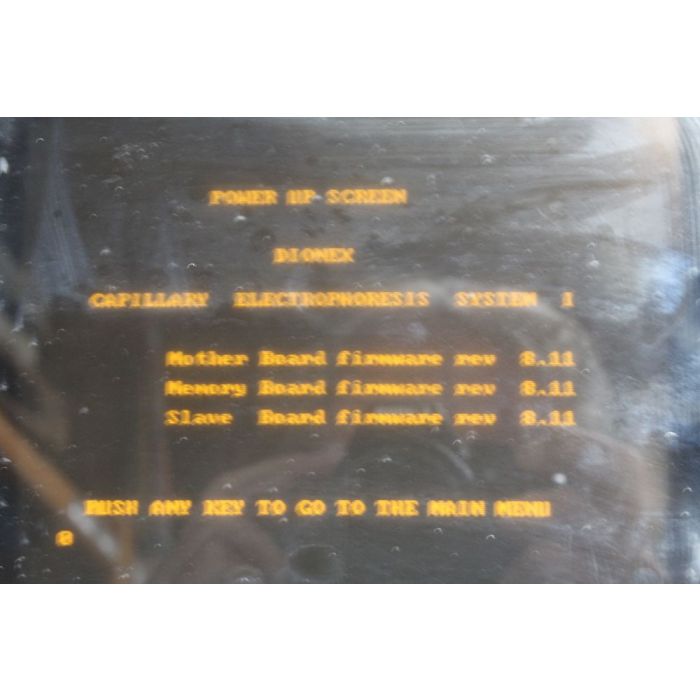 POWER UP SCREEN
DIONEX
CAPILLARY ELECTROPHORESIS SYSTEM I
Mother Board firmware rev 8.11
Memory Board firmware rev 8.11
Slave Board firmware rev 8.11
PUSH ANY KEY TO GO TO THE MAIN MENU
0